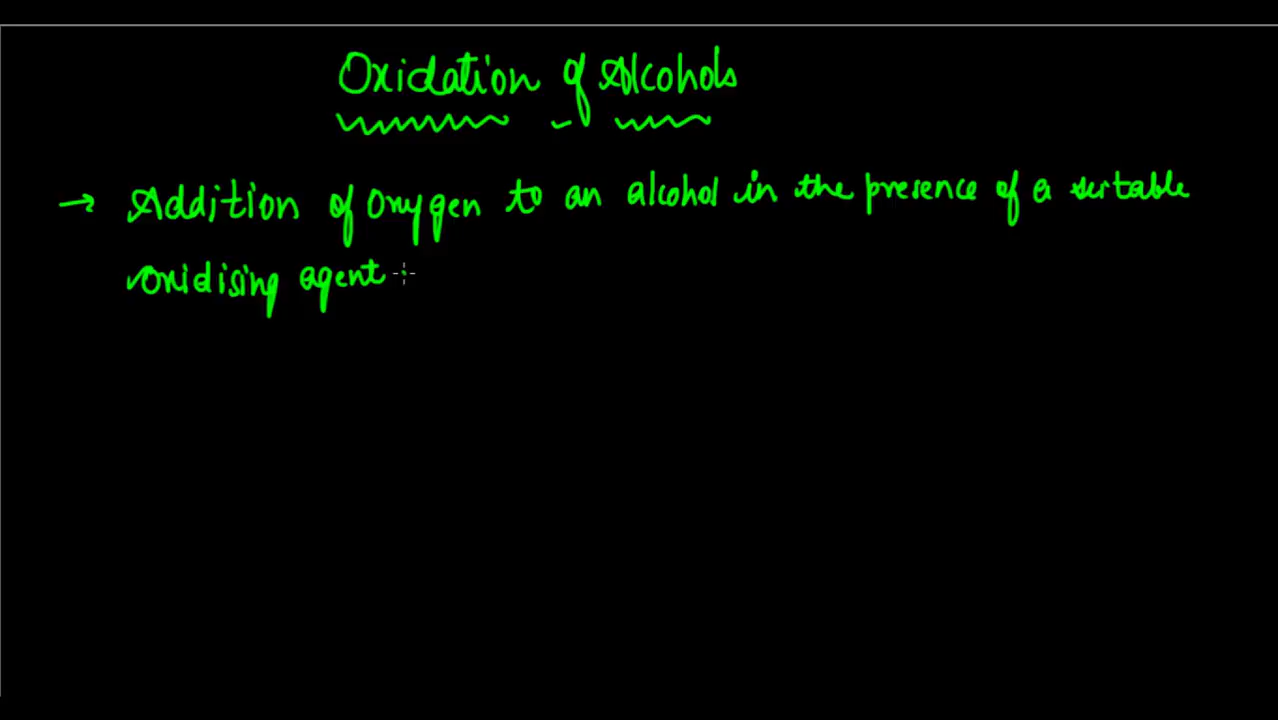 Oxidation of Alcohols
→ Addition of oxygen to an alcohol in the presence of a suitable
oxidising agent.